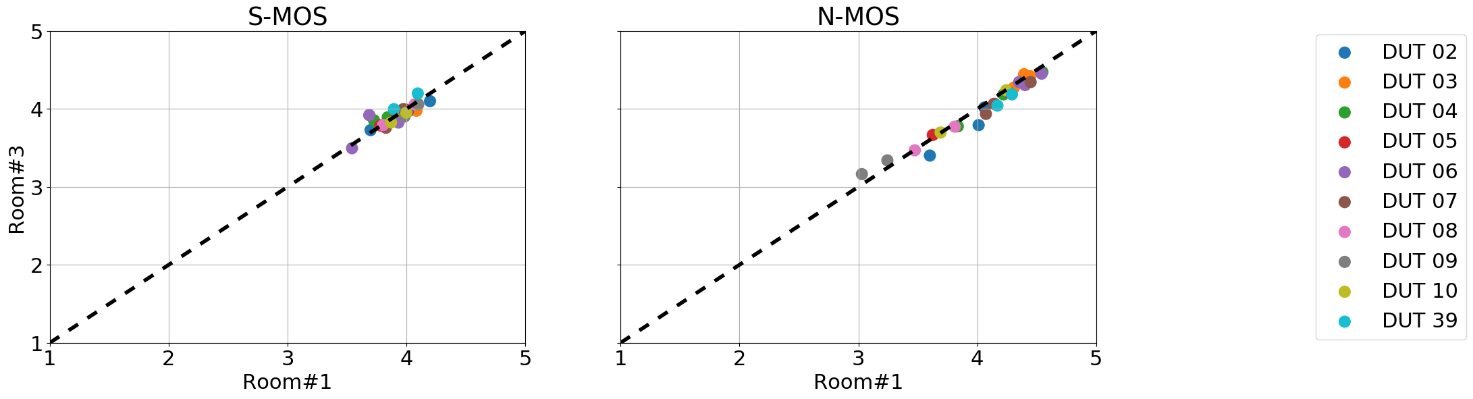 S-MOS
N-MOS
5
4
3
2
1
Room#3
1 2 3 4 5
1 2 3 4 5
Room#1
Room#1
DUT 02
DUT 03
DUT 04
DUT 05
DUT 06
DUT 07
DUT 08
DUT 09
DUT 10
DUT 39